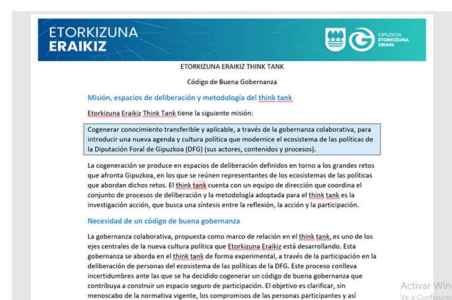 ETORKIZUNA
ERAIKIZ
GIPUZKOA
ETORKIZUNA
ORAIN
ETORKIZUNA ERAIKIZ THINK TANK
Código de Buena Gobernanza
Misión, espacios de deliberación y metodología del think tank
Etorkizuna Eraikiz Think Tank tiene la siguiente misión:
Cogenerar conocimiento transferible y aplicable, a través de la gobernanza colaborativa, para
introducir una nueva agenda y cultura política que modernice el ecosistema de las políticas de
la Diputación Foral de Gipuzkoa (DFG) (sus actores, contenidos y procesos).
La cogeneración se produce en espacios de deliberación definidos en torno a los grandes retos
que afronta Gipuzkoa, en los que se reúnen representantes de los ecosistemas de las políticas
que abordan dichos retos. El think tank cuenta con un equipo de dirección que coordina el
conjunto de procesos de deliberación y la metodología adoptada para el think tank es la
investigación acción, que busca una síntesis entre la reflexión, la acción y la participación.
Necesidad de un código de buena gobernanza
La gobernanza colaborativa, propuesta como marco de relación en el think tank, es uno de los
ejes centrales de la nueva cultura política que Etorkizuna Eraikiz está desarrollando. Esta
gobernanza se aborda en el think tank de forma experimental, a través de la participación en la
deliberación de personas del ecosistema de las políticas de la DFG. Este proceso conlleva
incertidumbres ante las que se ha decidido cogenerar un código de buena gobernanza que
contribuya a construir un espacio seguro de participación. El objetivo es clarificar, sin
menoscabo de la normativa vigente, los compromisos de las personas participantes y así
Activar Win
Ve a Configurac